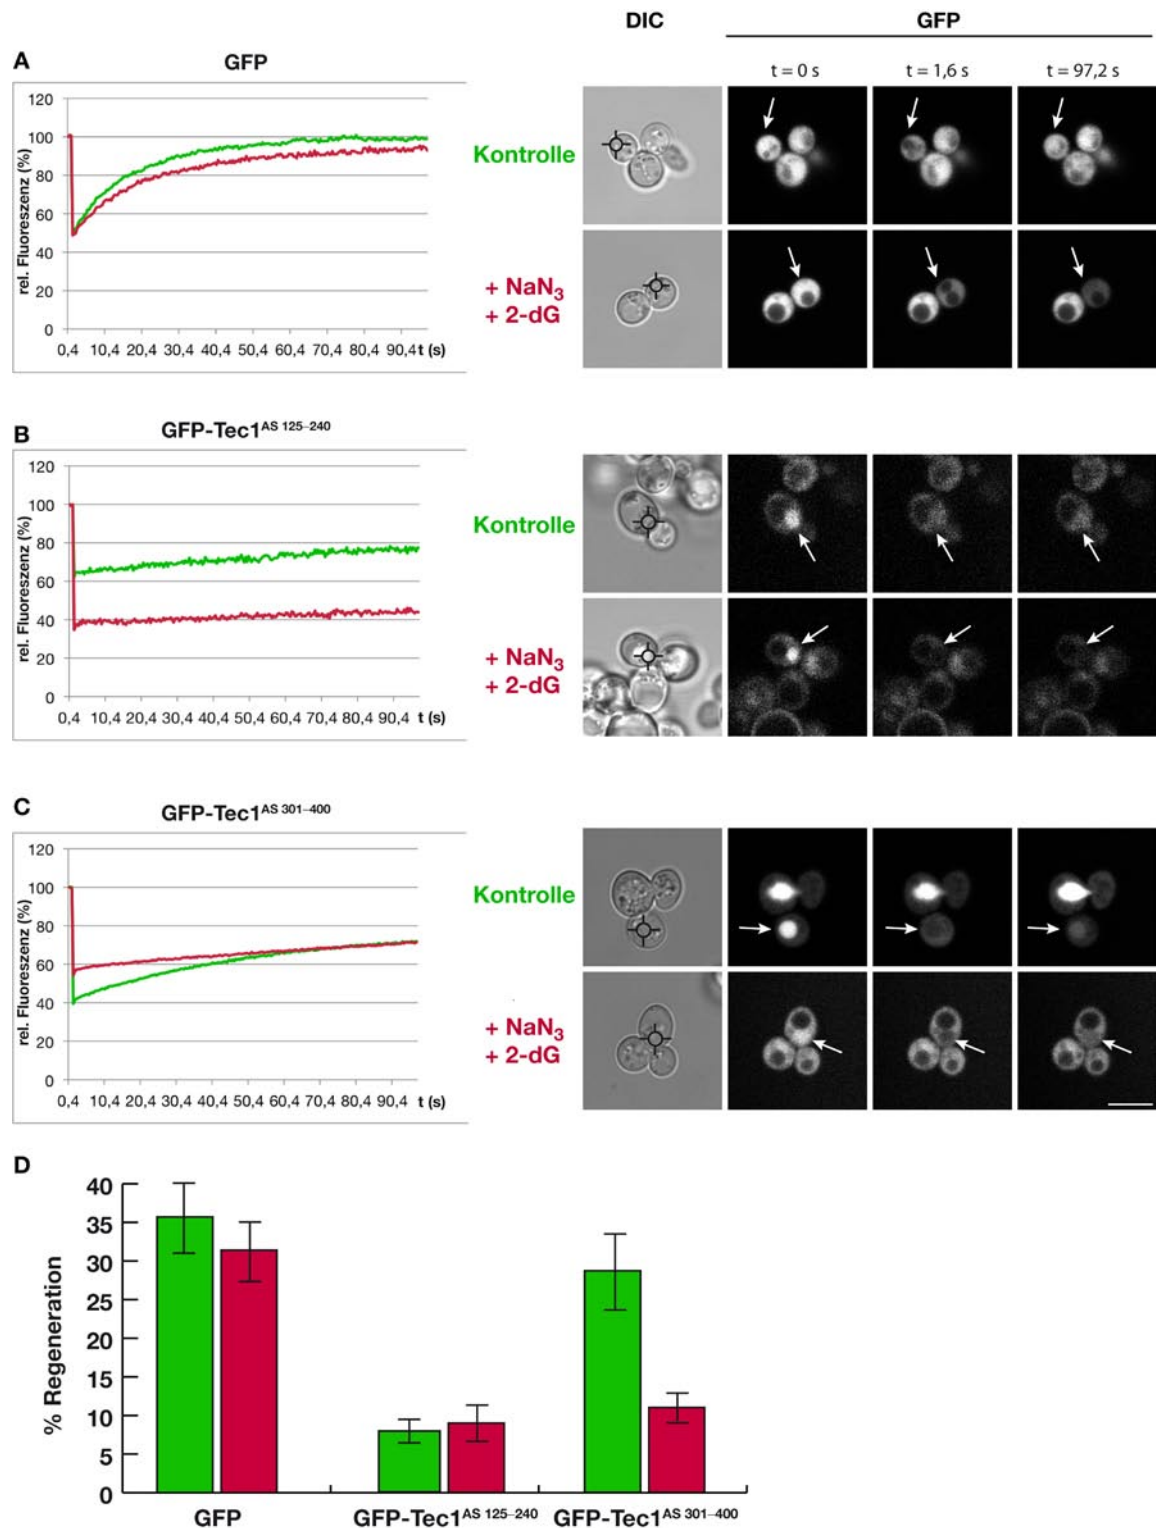 DIC
GFP
t = 0 s
t = 1,6 s
t = 97,2 s
A
GFP
rel. Fluoreszenz (%)
120
100
80
60
40
20
0
0,4 10,4 20,4 30,4 40,4 50,4 60,4 70,4 80,4 90,4 t (s)
Kontrolle
+ NaN₃
+ 2-dG
B
GFP-Tec1ᴬˢ ¹²⁵⁻²⁴⁰
rel. Fluoreszenz (%)
120
100
80
60
40
20
0
0,4 10,4 20,4 30,4 40,4 50,4 60,4 70,4 80,4 90,4 t (s)
Kontrolle
+ NaN₃
+ 2-dG
C
GFP-Tec1ᴬˢ ³⁰¹⁻⁴⁰⁰
rel. Fluoreszenz (%)
120
100
80
60
40
20
0
0,4 10,4 20,4 30,4 40,4 50,4 60,4 70,4 80,4 90,4 t (s)
Kontrolle
+ NaN₃
+ 2-dG
D
% Regeneration
40
35
30
25
20
15
10
5
0
GFP
GFP-Tec1ᴬˢ ¹²⁵⁻²⁴⁰
GFP-Tec1ᴬˢ ³⁰¹⁻⁴⁰⁰